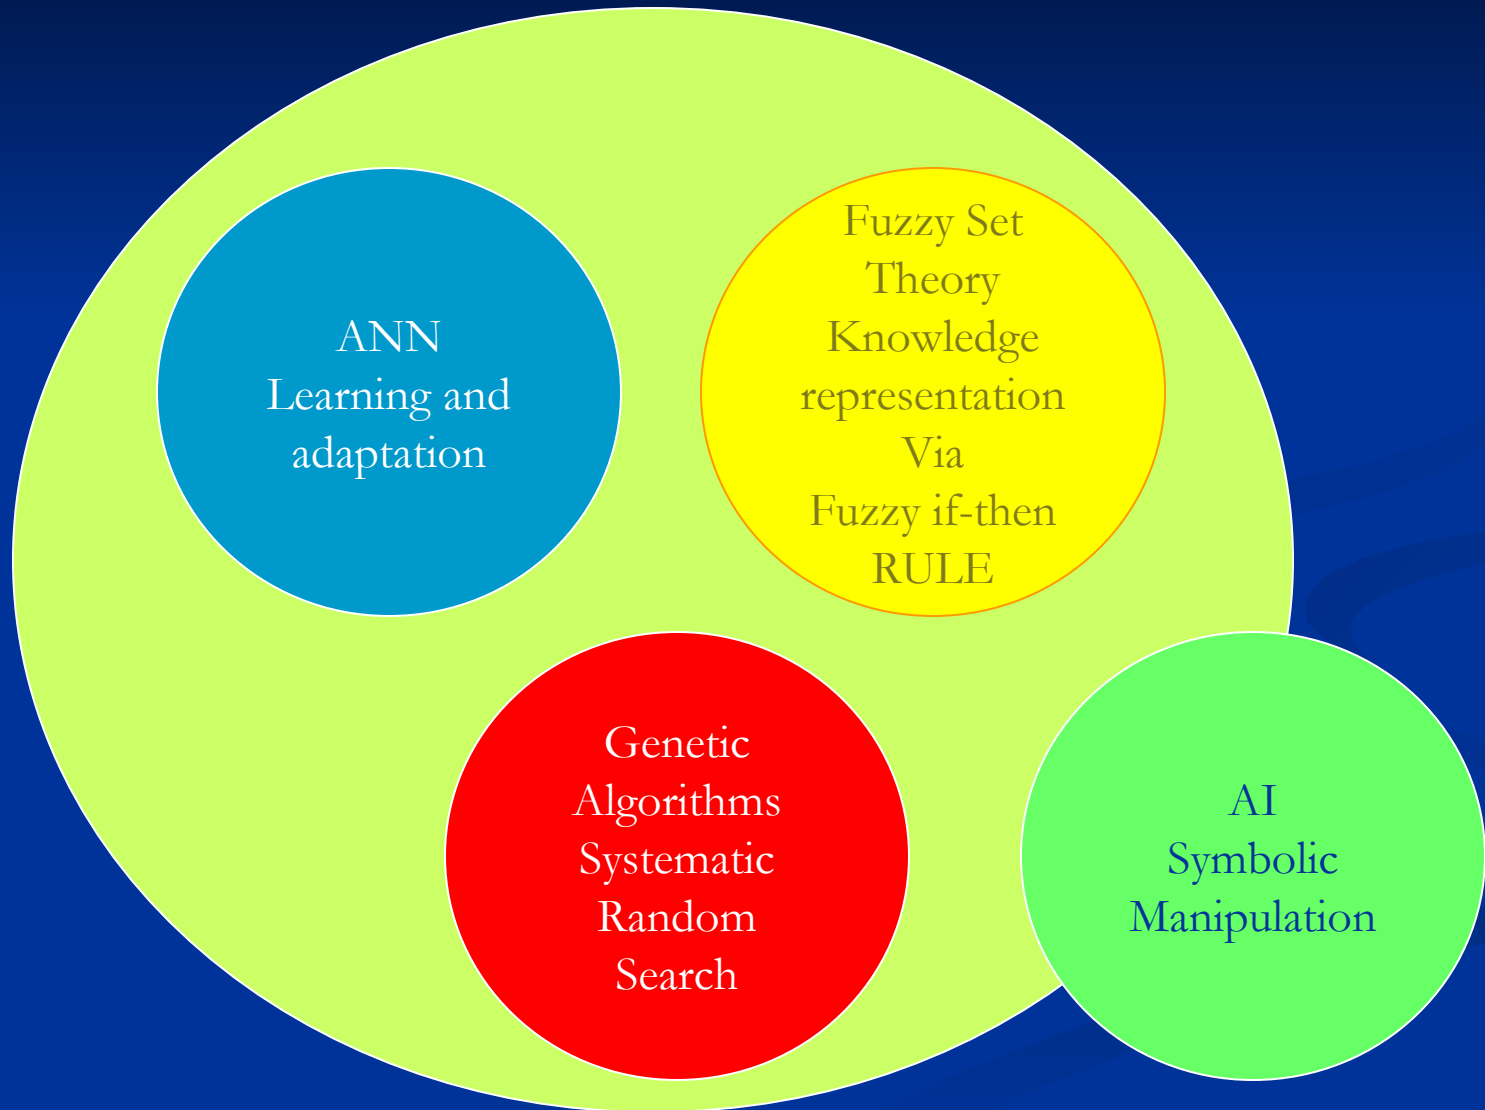 ANN
Learning and
adaptation
Fuzzy Set
Theory
Knowledge
representation
Via
Fuzzy if-then
RULE
Genetic
Algorithms
Systematic
Random
Search
AI
Symbolic
Manipulation